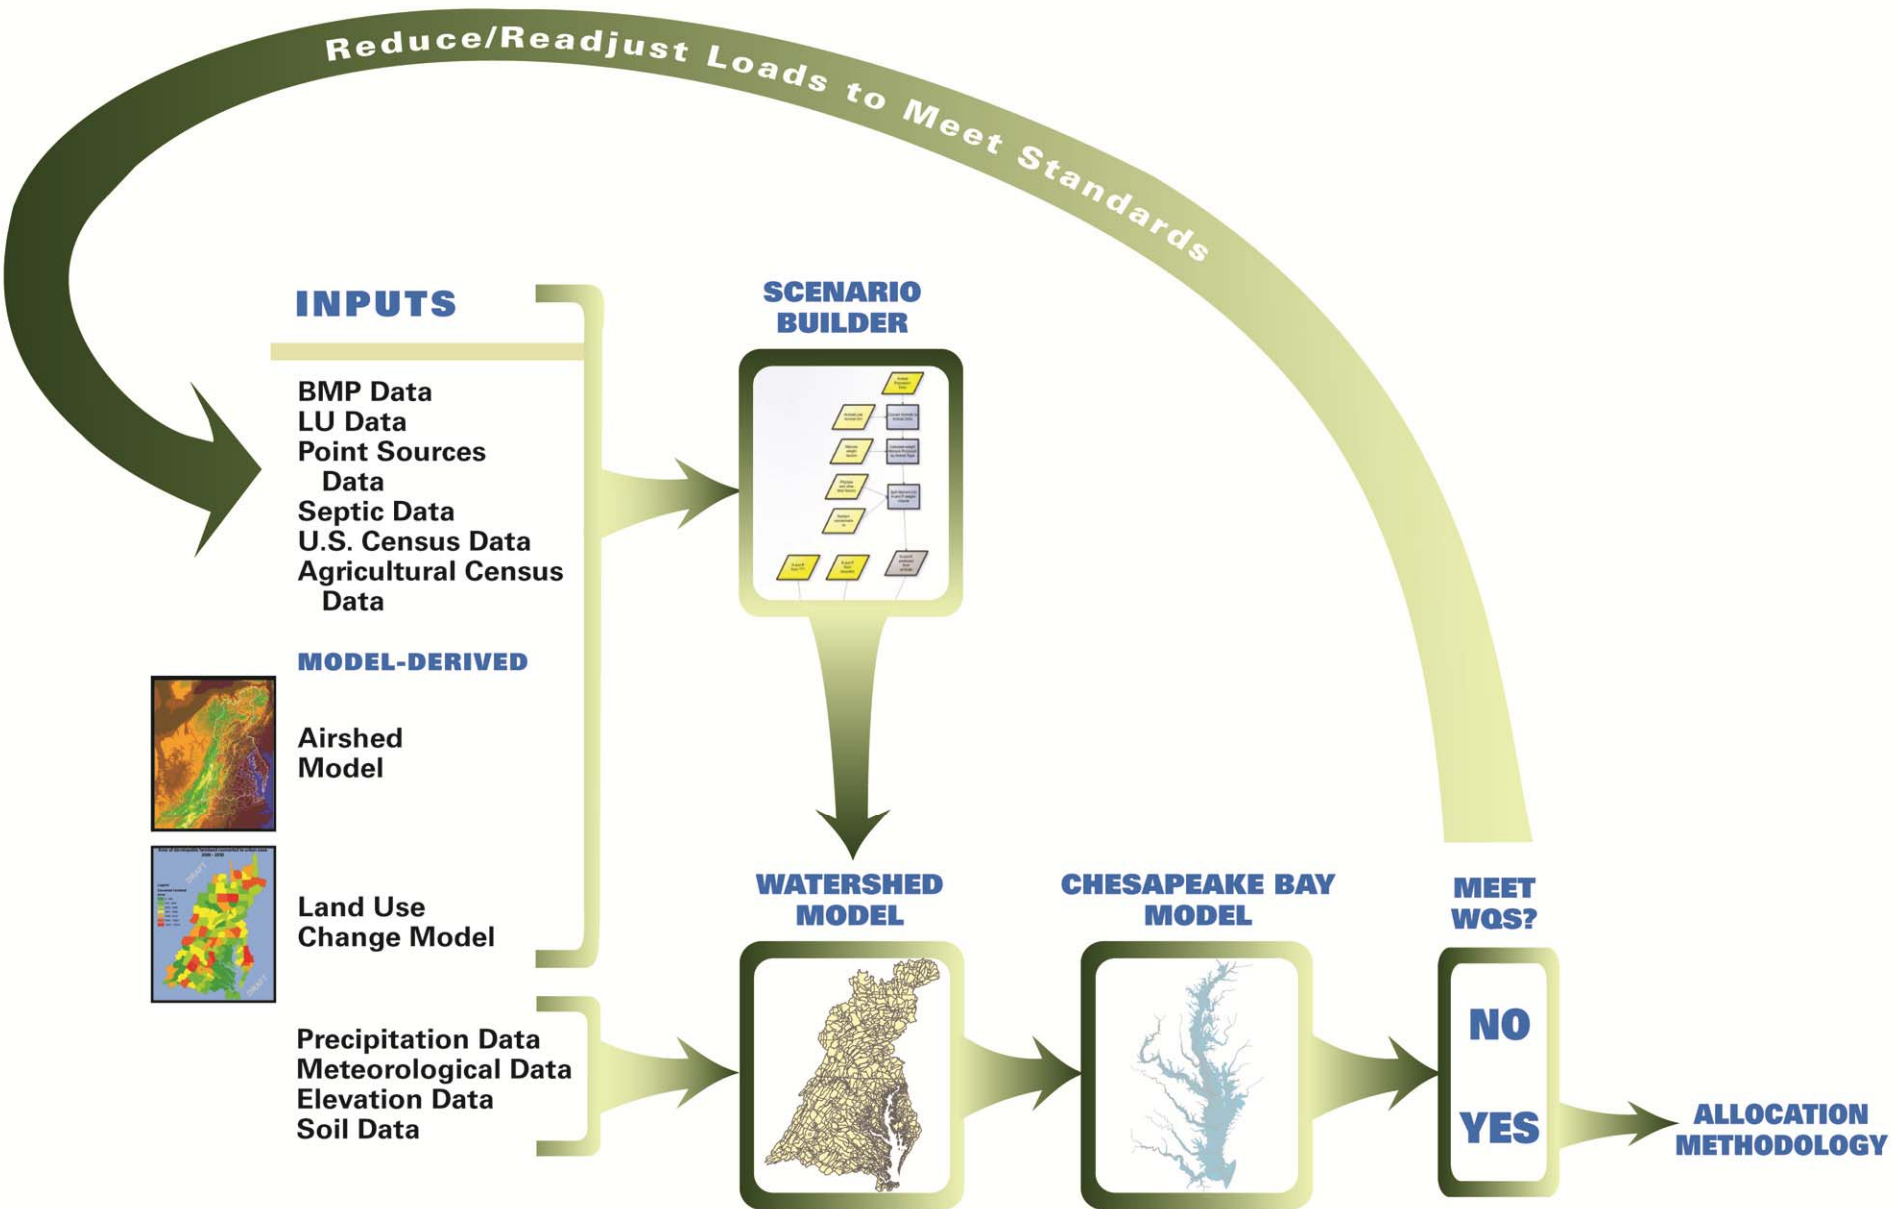 Reduce/Readjust Loads to Meet Standards
INPUTS
BMP Data
LU Data
Point Sources
Data
Septic Data
U.S. Census Data
Agricultural Census
Data
MODEL-DERIVED
Airshed
Model
DRAFT
DRAFT
Land Use
Change Model
Precipitation Data
Meteorological Data
Elevation Data
Soil Data
SCENARIO
BUILDER
WATERSHED
MODEL
CHESAPEAKE BAY
MODEL
MEET
WQS?
NO
YES
ALLOCATION
METHODOLOGY